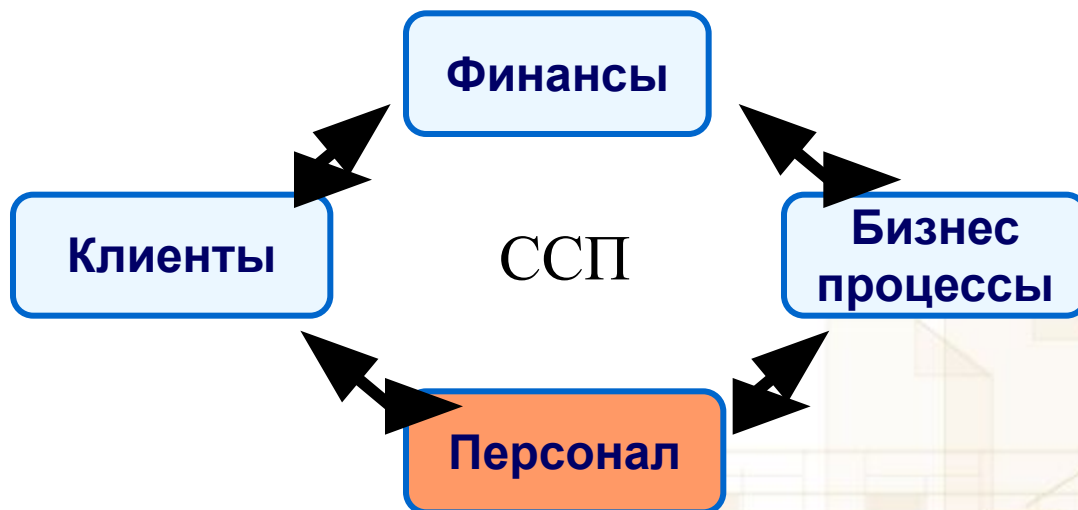 Финансы
Клиенты
ССП
Бизнес
процессы
Персонал